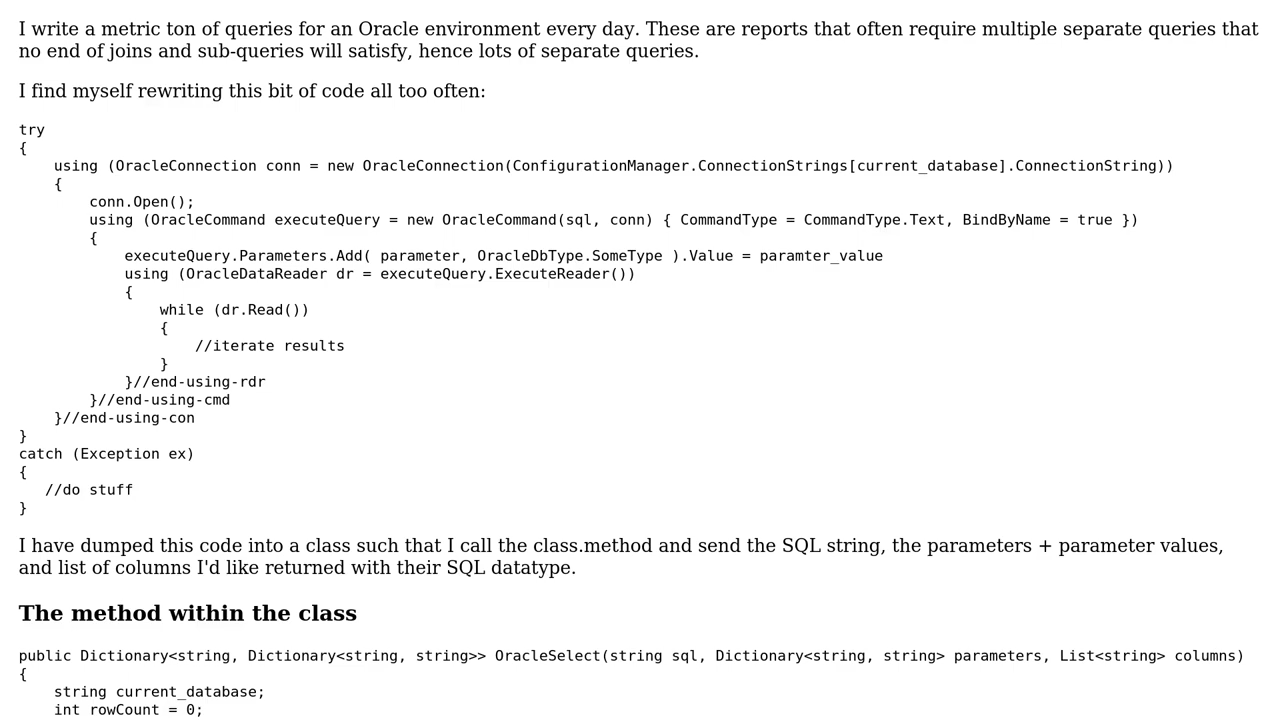 I write a metric ton of queries for an Oracle environment every day. These are reports that often require multiple separate queries that
no end of joins and sub-queries will satisfy, hence lots of separate queries.
I find myself rewriting this bit of code all too often:
try
{
    using (OracleConnection conn = new OracleConnection(ConfigurationManager.ConnectionStrings[current_database].ConnectionString))
    {
        conn.Open();
        using (OracleCommand executeQuery = new OracleCommand(sql, conn) { CommandType = CommandType.Text, BindByName = true })
        {
            executeQuery.Parameters.Add( parameter, OracleDbType.SomeType ).Value = paramter_value
            using (OracleDataReader dr = executeQuery.ExecuteReader())
            {
                while (dr.Read())
                {
                    //iterate results
                }
            }//end-using-rdr
        }//end-using-cmd
    }//end-using-con
}
catch (Exception ex)
{
   //do stuff
}
I have dumped this code into a class such that I call the class.method and send the SQL string, the parameters + parameter values,
and list of columns I'd like returned with their SQL datatype.
The method within the class
public Dictionary<string, Dictionary<string, string>> OracleSelect(string sql, Dictionary<string, string> parameters, List<string> columns)
{
    string current_database;
    int rowCount = 0;